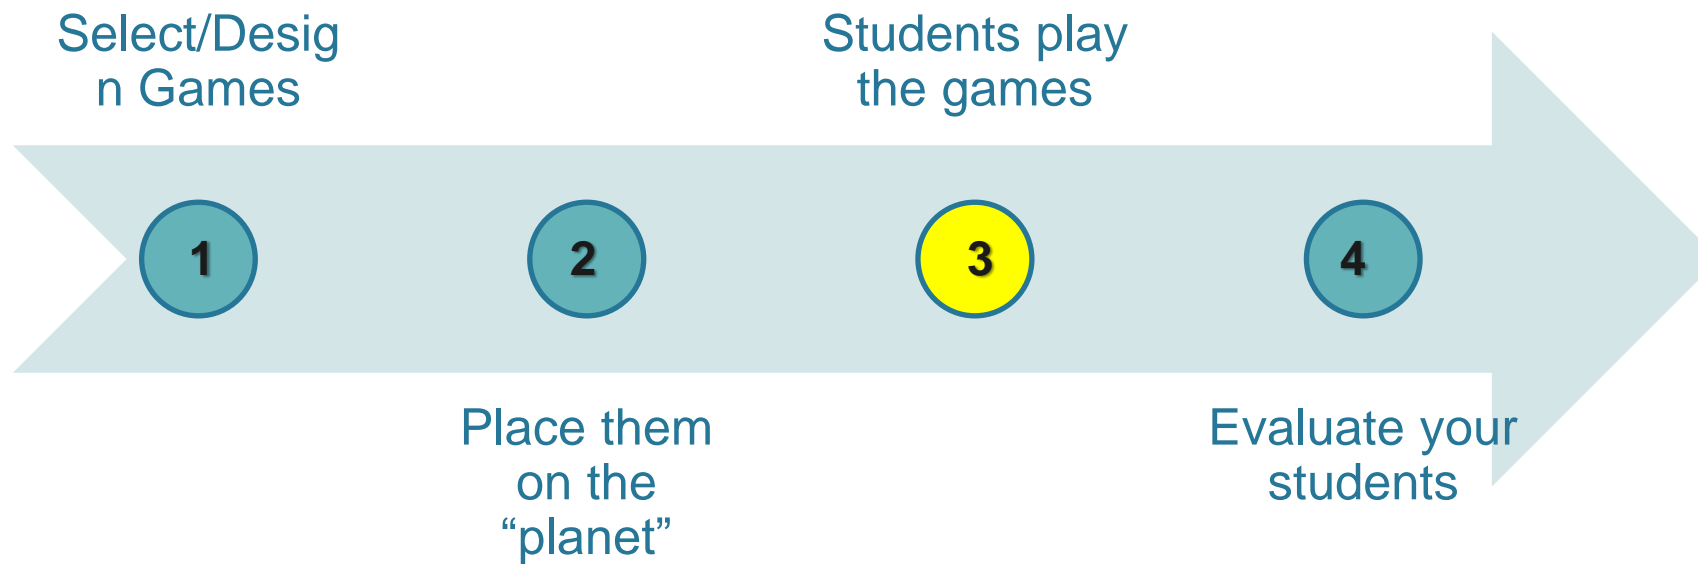 Select/Desig
n Games
Students play
the games
1
2
3
4
Place them
on the
“planet”
Evaluate your
students